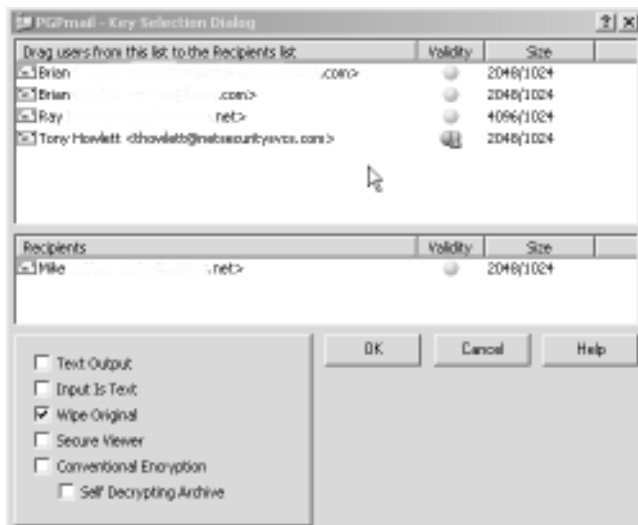 PGPmail - Key Selection Dialog
Drag users from this list to the Recipients list Validity Size
Brian .com> 2048/1024
Brian .com> 2048/1024
Ray .net> 4096/1024
Tony Howlett <thowlett@netsecuritysvcs.com> 2048/1024
Recipients Validity Size
Mike .net> 2048/1024
OK Cancel Help
Text Output
Input Is Text
Wipe Original
Secure Viewer
Conventional Encryption
Self Decrypting Archive